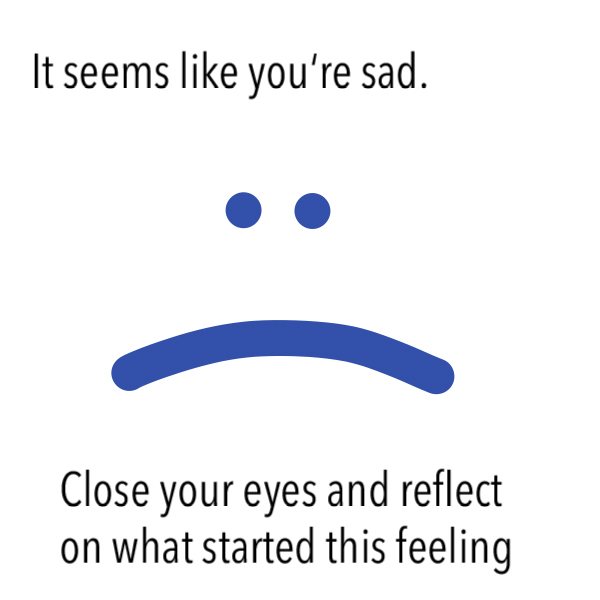 It seems like you‘re sad.
Close your eyes and reflect
on what started this feeling